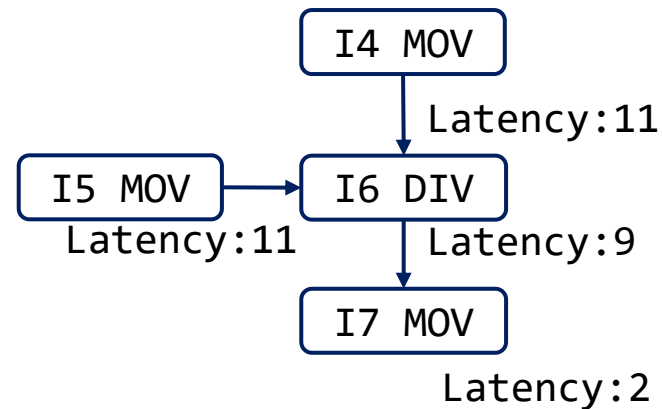 I4 MOV
Latency:11
I5 MOV
I6 DIV
Latency:11
Latency:9
I7 MOV
Latency:2